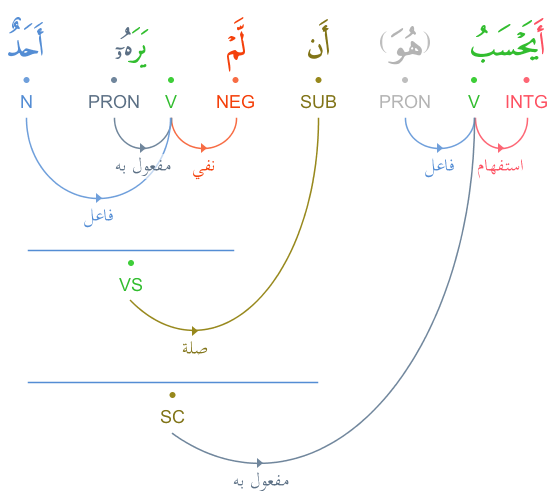 أَيَحْسَبُ (هُوَ) أَن لَّمْ يَرَهُۥٓ أَحَدٌ
INTG V PRON SUB NEG V PRON N
استفهام فاعل نفي مفعول به
فاعل
VS
صلة
SC
مفعول به